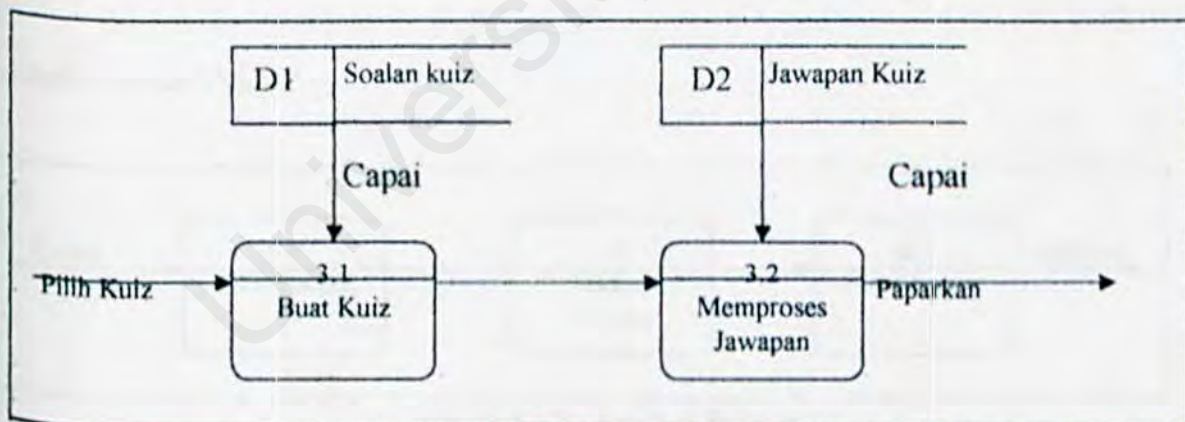 D1 Soalan kuiz
D2 Jawapan Kuiz
Capai
Capai
Pilih Kuiz
3.1
Buat Kuiz
3.2
Memproses
Jawapan
Paparkan